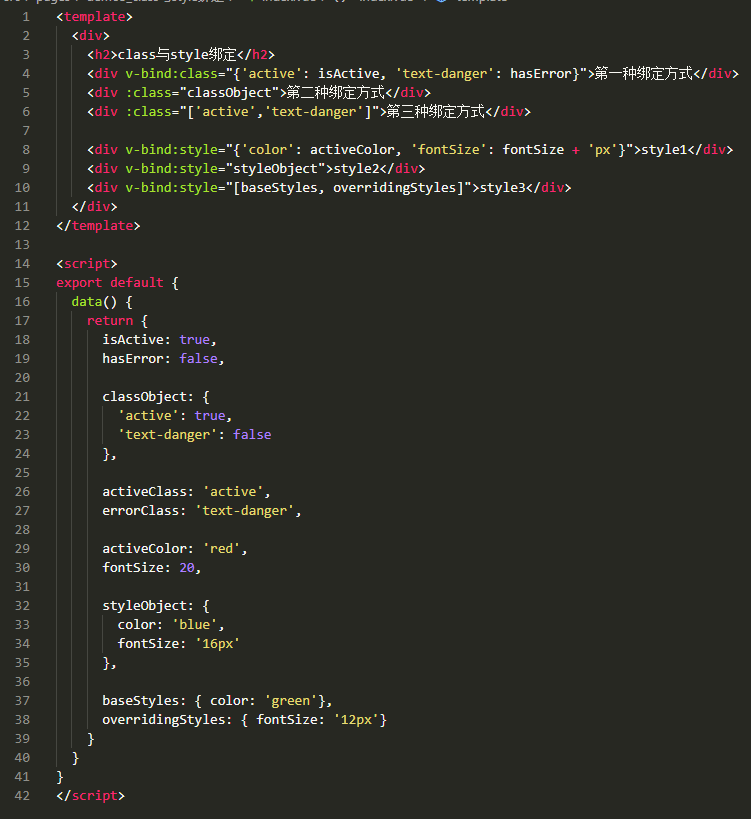 1 <template>
2   <div>
3     <h2>class与style绑定</h2>
4     <div v-bind:class="{'active': isActive, 'text-danger': hasError}">第一种绑定方式</div>
5     <div :class="classObject">第二种绑定方式</div>
6     <div :class="['active','text-danger']">第三种绑定方式</div>
7
8     <div v-bind:style="{'color': activeColor, 'fontSize': fontSize + 'px'}">style1</div>
9     <div v-bind:style="styleObject">style2</div>
10     <div v-bind:style="[baseStyles, overridingStyles]">style3</div>
11   </div>
12 </template>
13
14 <script>
15 export default {
16   data() {
17     return {
18       isActive: true,
19       hasError: false,
20
21       classObject: {
22         'active': true,
23         'text-danger': false
24       },
25
26       activeClass: 'active',
27       errorClass: 'text-danger',
28
29       activeColor: 'red',
30       fontSize: 20,
31
32       styleObject: {
33         color: 'blue',
34         fontSize: '16px'
35       },
36
37       baseStyles: { color: 'green'},
38       overridingStyles: { fontSize: '12px'}
39     }
40   }
41 }
42 </script>